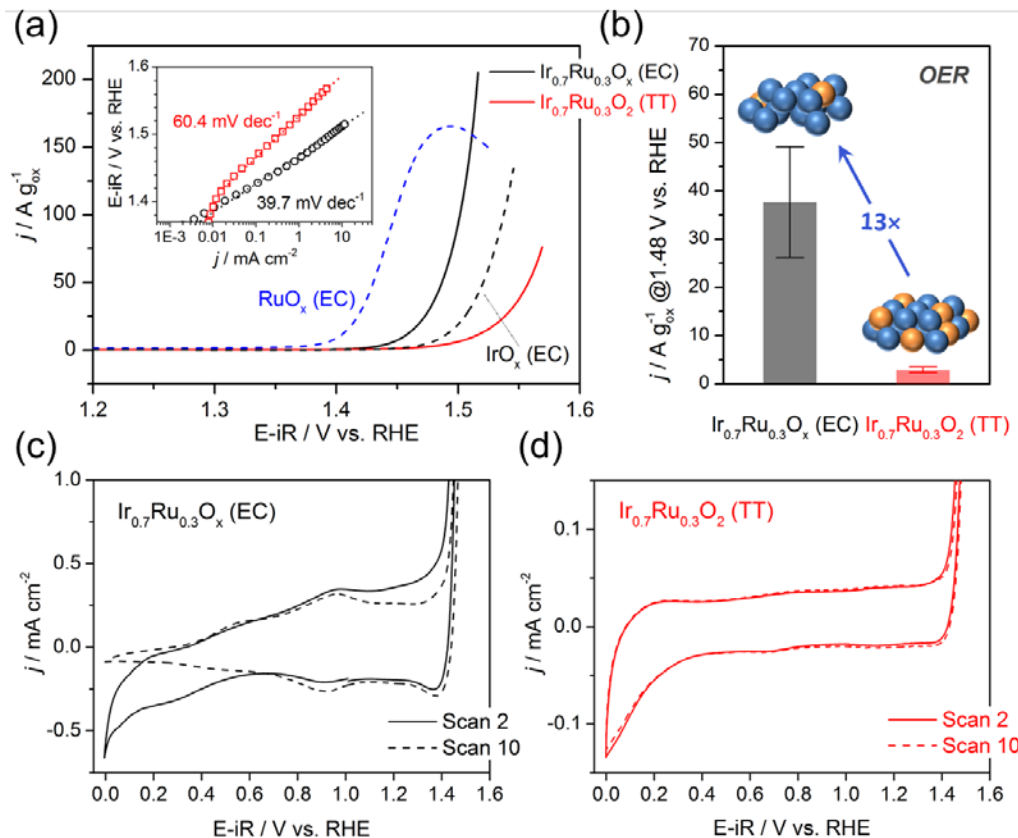 (a)
200
150
100
50
0
j / A g⁻¹ₒₓ
1.2 1.3 1.4 1.5 1.6
E-iR / V vs. RHE
Ir₀.₇Ru₀.₃Oₓ (EC)
Ir₀.₇Ru₀.₃O₂ (TT)
RuOₓ (EC)
IrOₓ (EC)
1.6
1.5
1.4
E-iR / V vs. RHE
60.4 mV dec⁻¹
39.7 mV dec⁻¹
1E-3 0.01 0.1 1 10
j / mA cm⁻²
(b)
70
60
50
40
30
20
10
0
j / A g⁻¹ₒₓ @1.48 V vs. RHE
OER
13×
Ir₀.₇Ru₀.₃Oₓ (EC) Ir₀.₇Ru₀.₃O₂ (TT)
(c)
1.0
0.5
0.0
-0.5
j / mA cm⁻²
Ir₀.₇Ru₀.₃Oₓ (EC)
Scan 2
Scan 10
0.0 0.2 0.4 0.6 0.8 1.0 1.2 1.4 1.6
E-iR / V vs. RHE
(d)
0.1
0.0
-0.1
j / mA cm⁻²
Ir₀.₇Ru₀.₃O₂ (TT)
Scan 2
Scan 10
0.0 0.2 0.4 0.6 0.8 1.0 1.2 1.4 1.6
E-iR / V vs. RHE